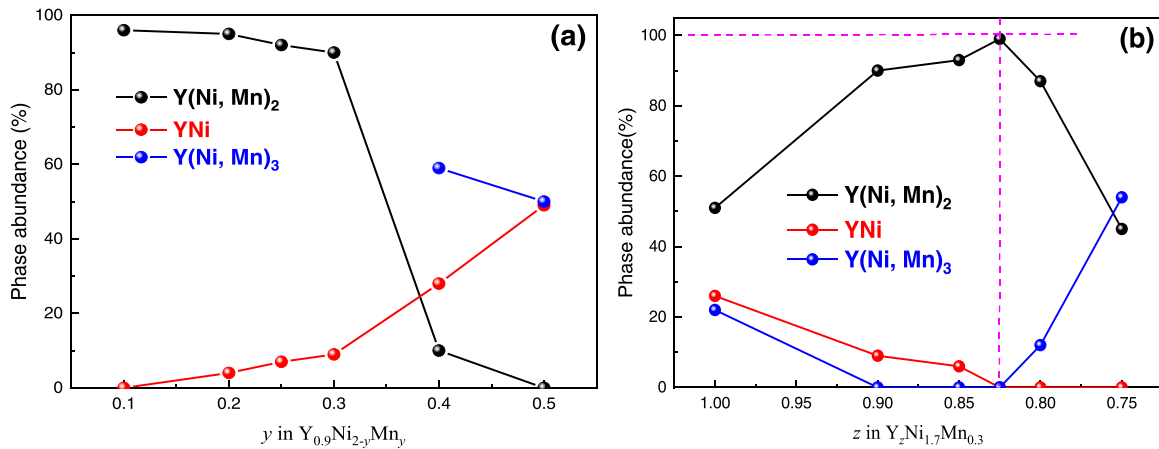 (a)
Phase abundance (%)
100
80
60
40
20
0
Y(Ni, Mn)2
YNi
Y(Ni, Mn)3
0.1 0.2 0.3 0.4 0.5
y in Y0.9Ni2-yMny
(b)
Phase abundance(%)
100
80
60
40
20
0
Y(Ni, Mn)2
YNi
Y(Ni, Mn)3
1.00 0.95 0.90 0.85 0.80 0.75
z in YzNi1.7Mn0.3